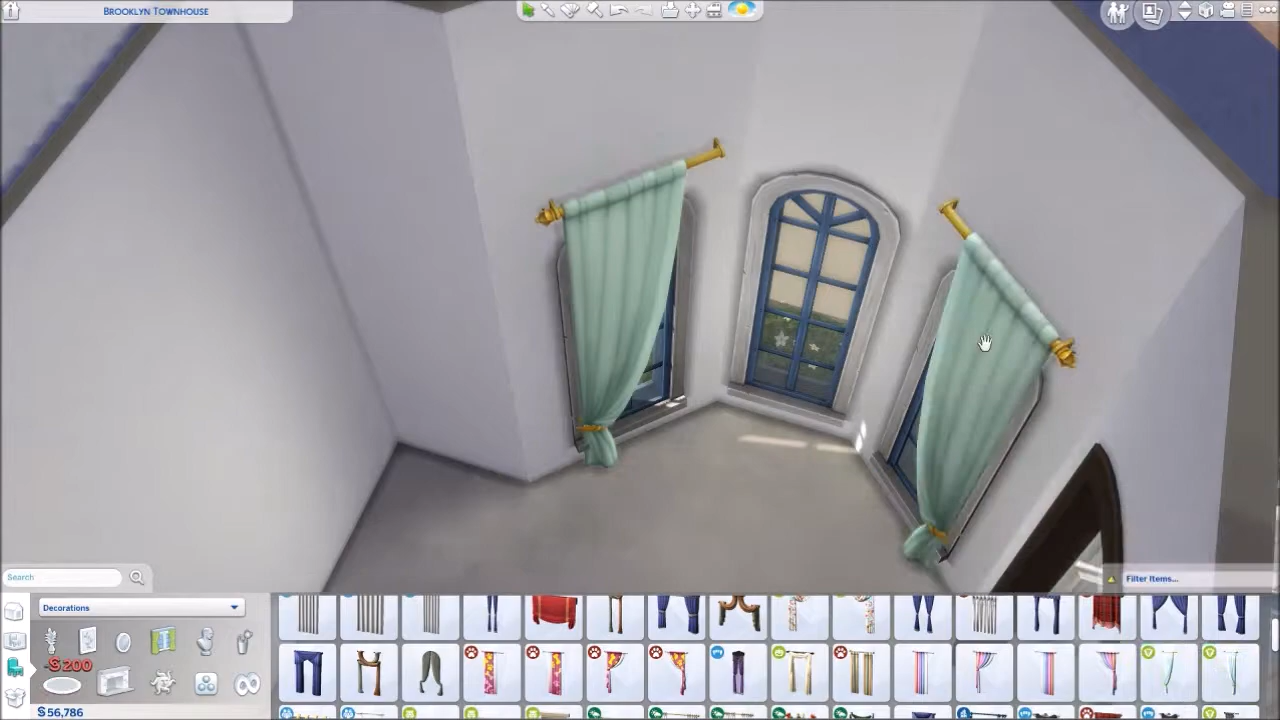 Brooklyn Townhouse
Search
Filter Items...
Decorations
-$200
$56,786